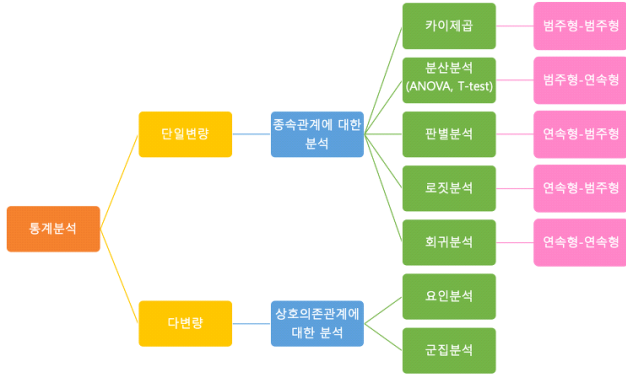 통계분석
단일변량
종속관계에 대한
분석
카이제곱
범주형-범주형
분산분석
(ANOVA, T-test)
범주형-연속형
판별분석
연속형-범주형
로짓분석
연속형-범주형
회귀분석
연속형-연속형
다변량
상호의존관계에
대한 분석
요인분석
군집분석